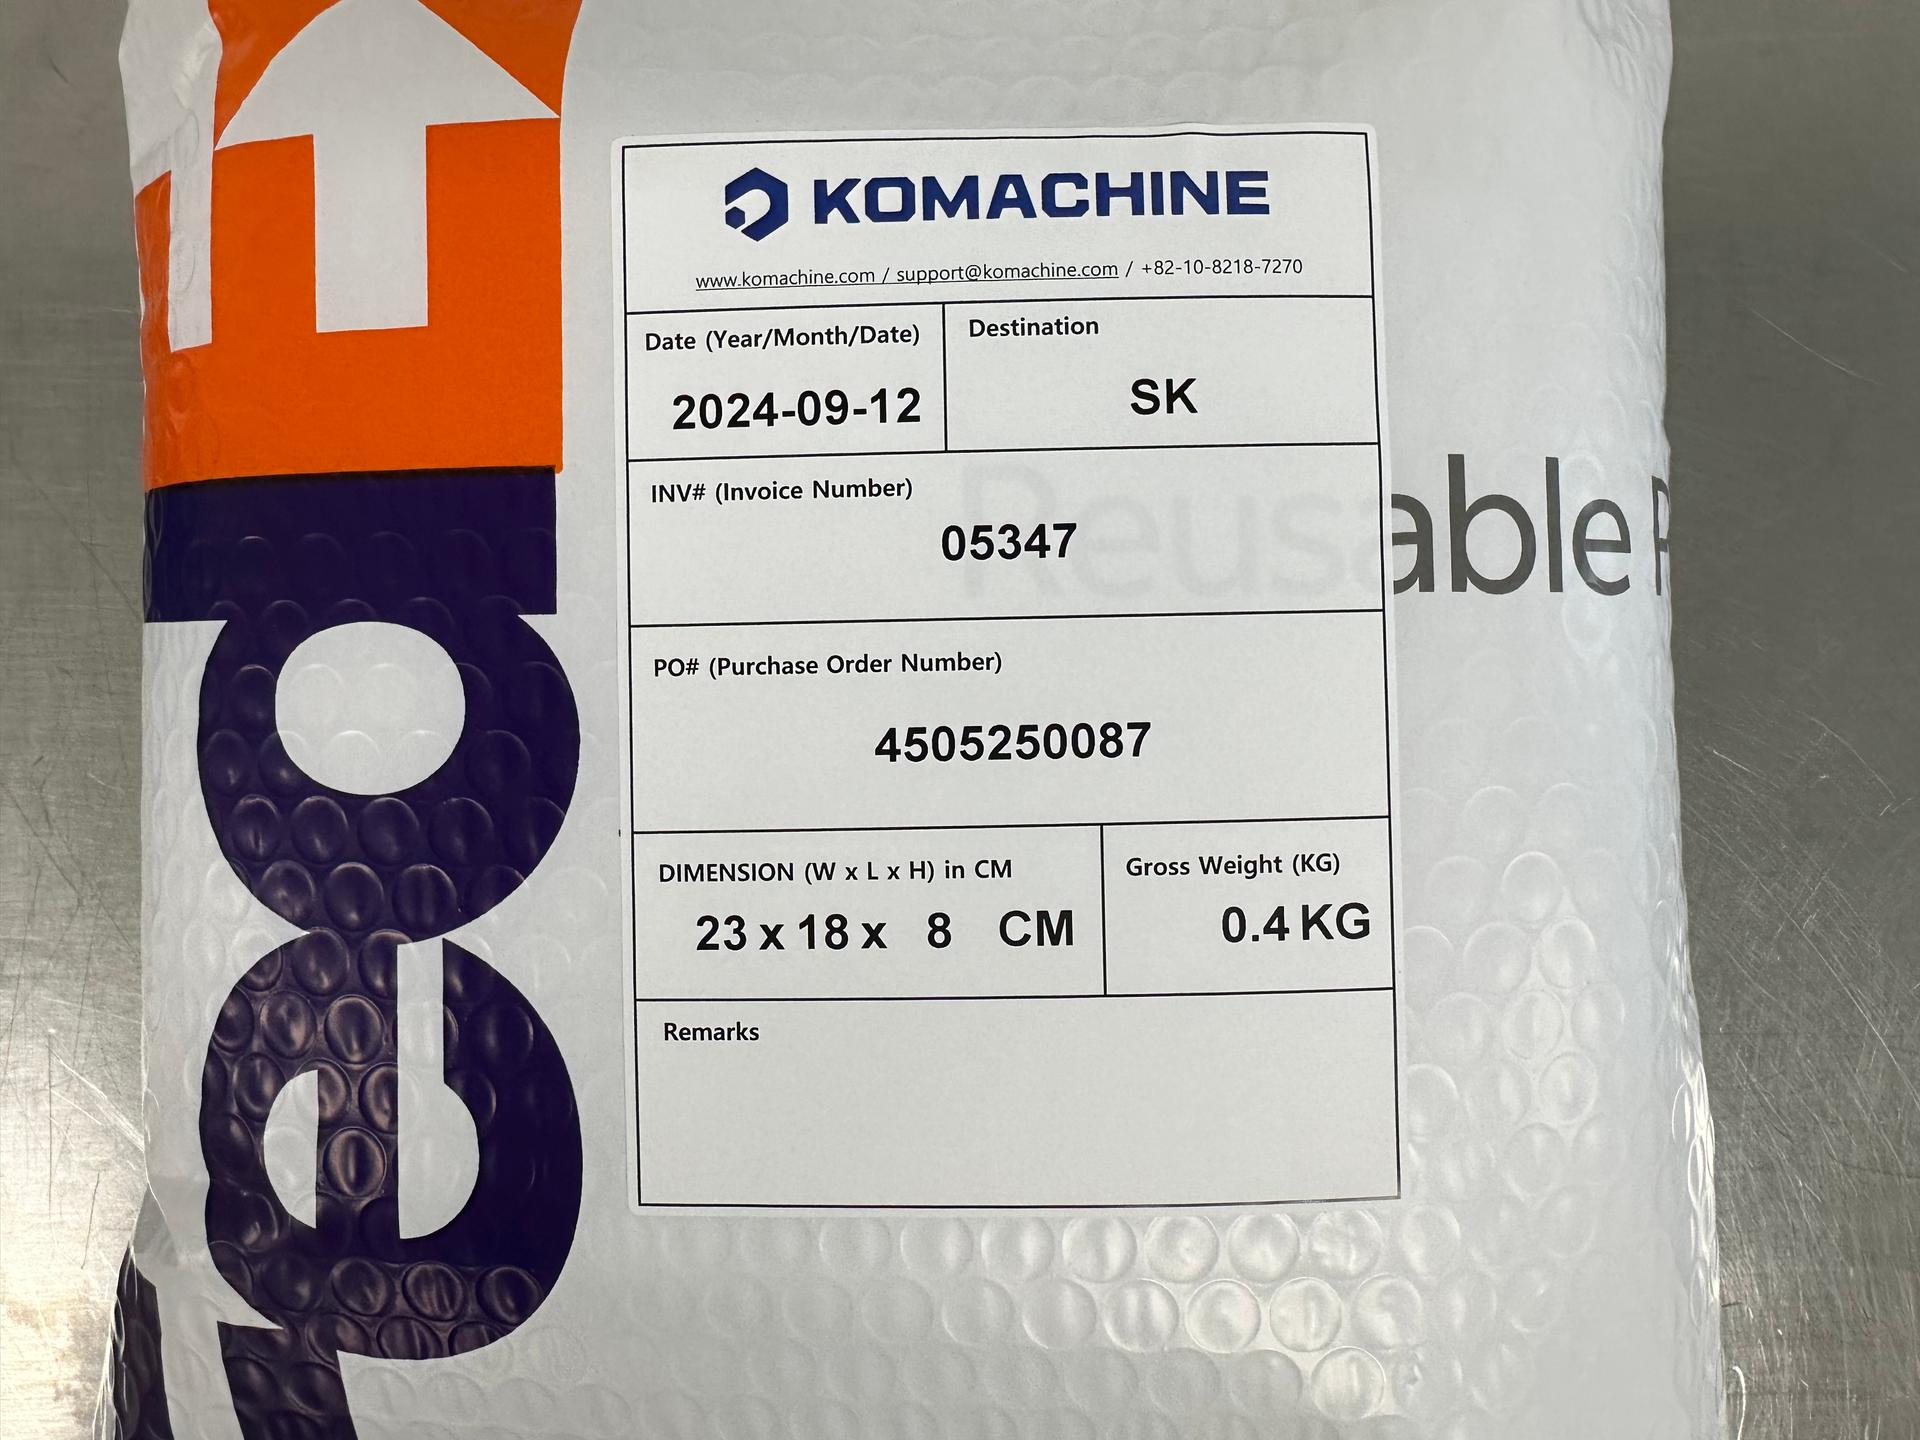 KOMACHINE
www.komachine.com / support@komachine.com / +82-10-8218-7270
Date (Year/Month/Date)
2024-09-12
Destination
SK
INV# (Invoice Number)
05347
PO# (Purchase Order Number)
4505250087
DIMENSION (W x L x H) in CM
23 x 18 x 8 CM
Gross Weight (KG)
0.4 KG
Remarks
Reusable P
FedE